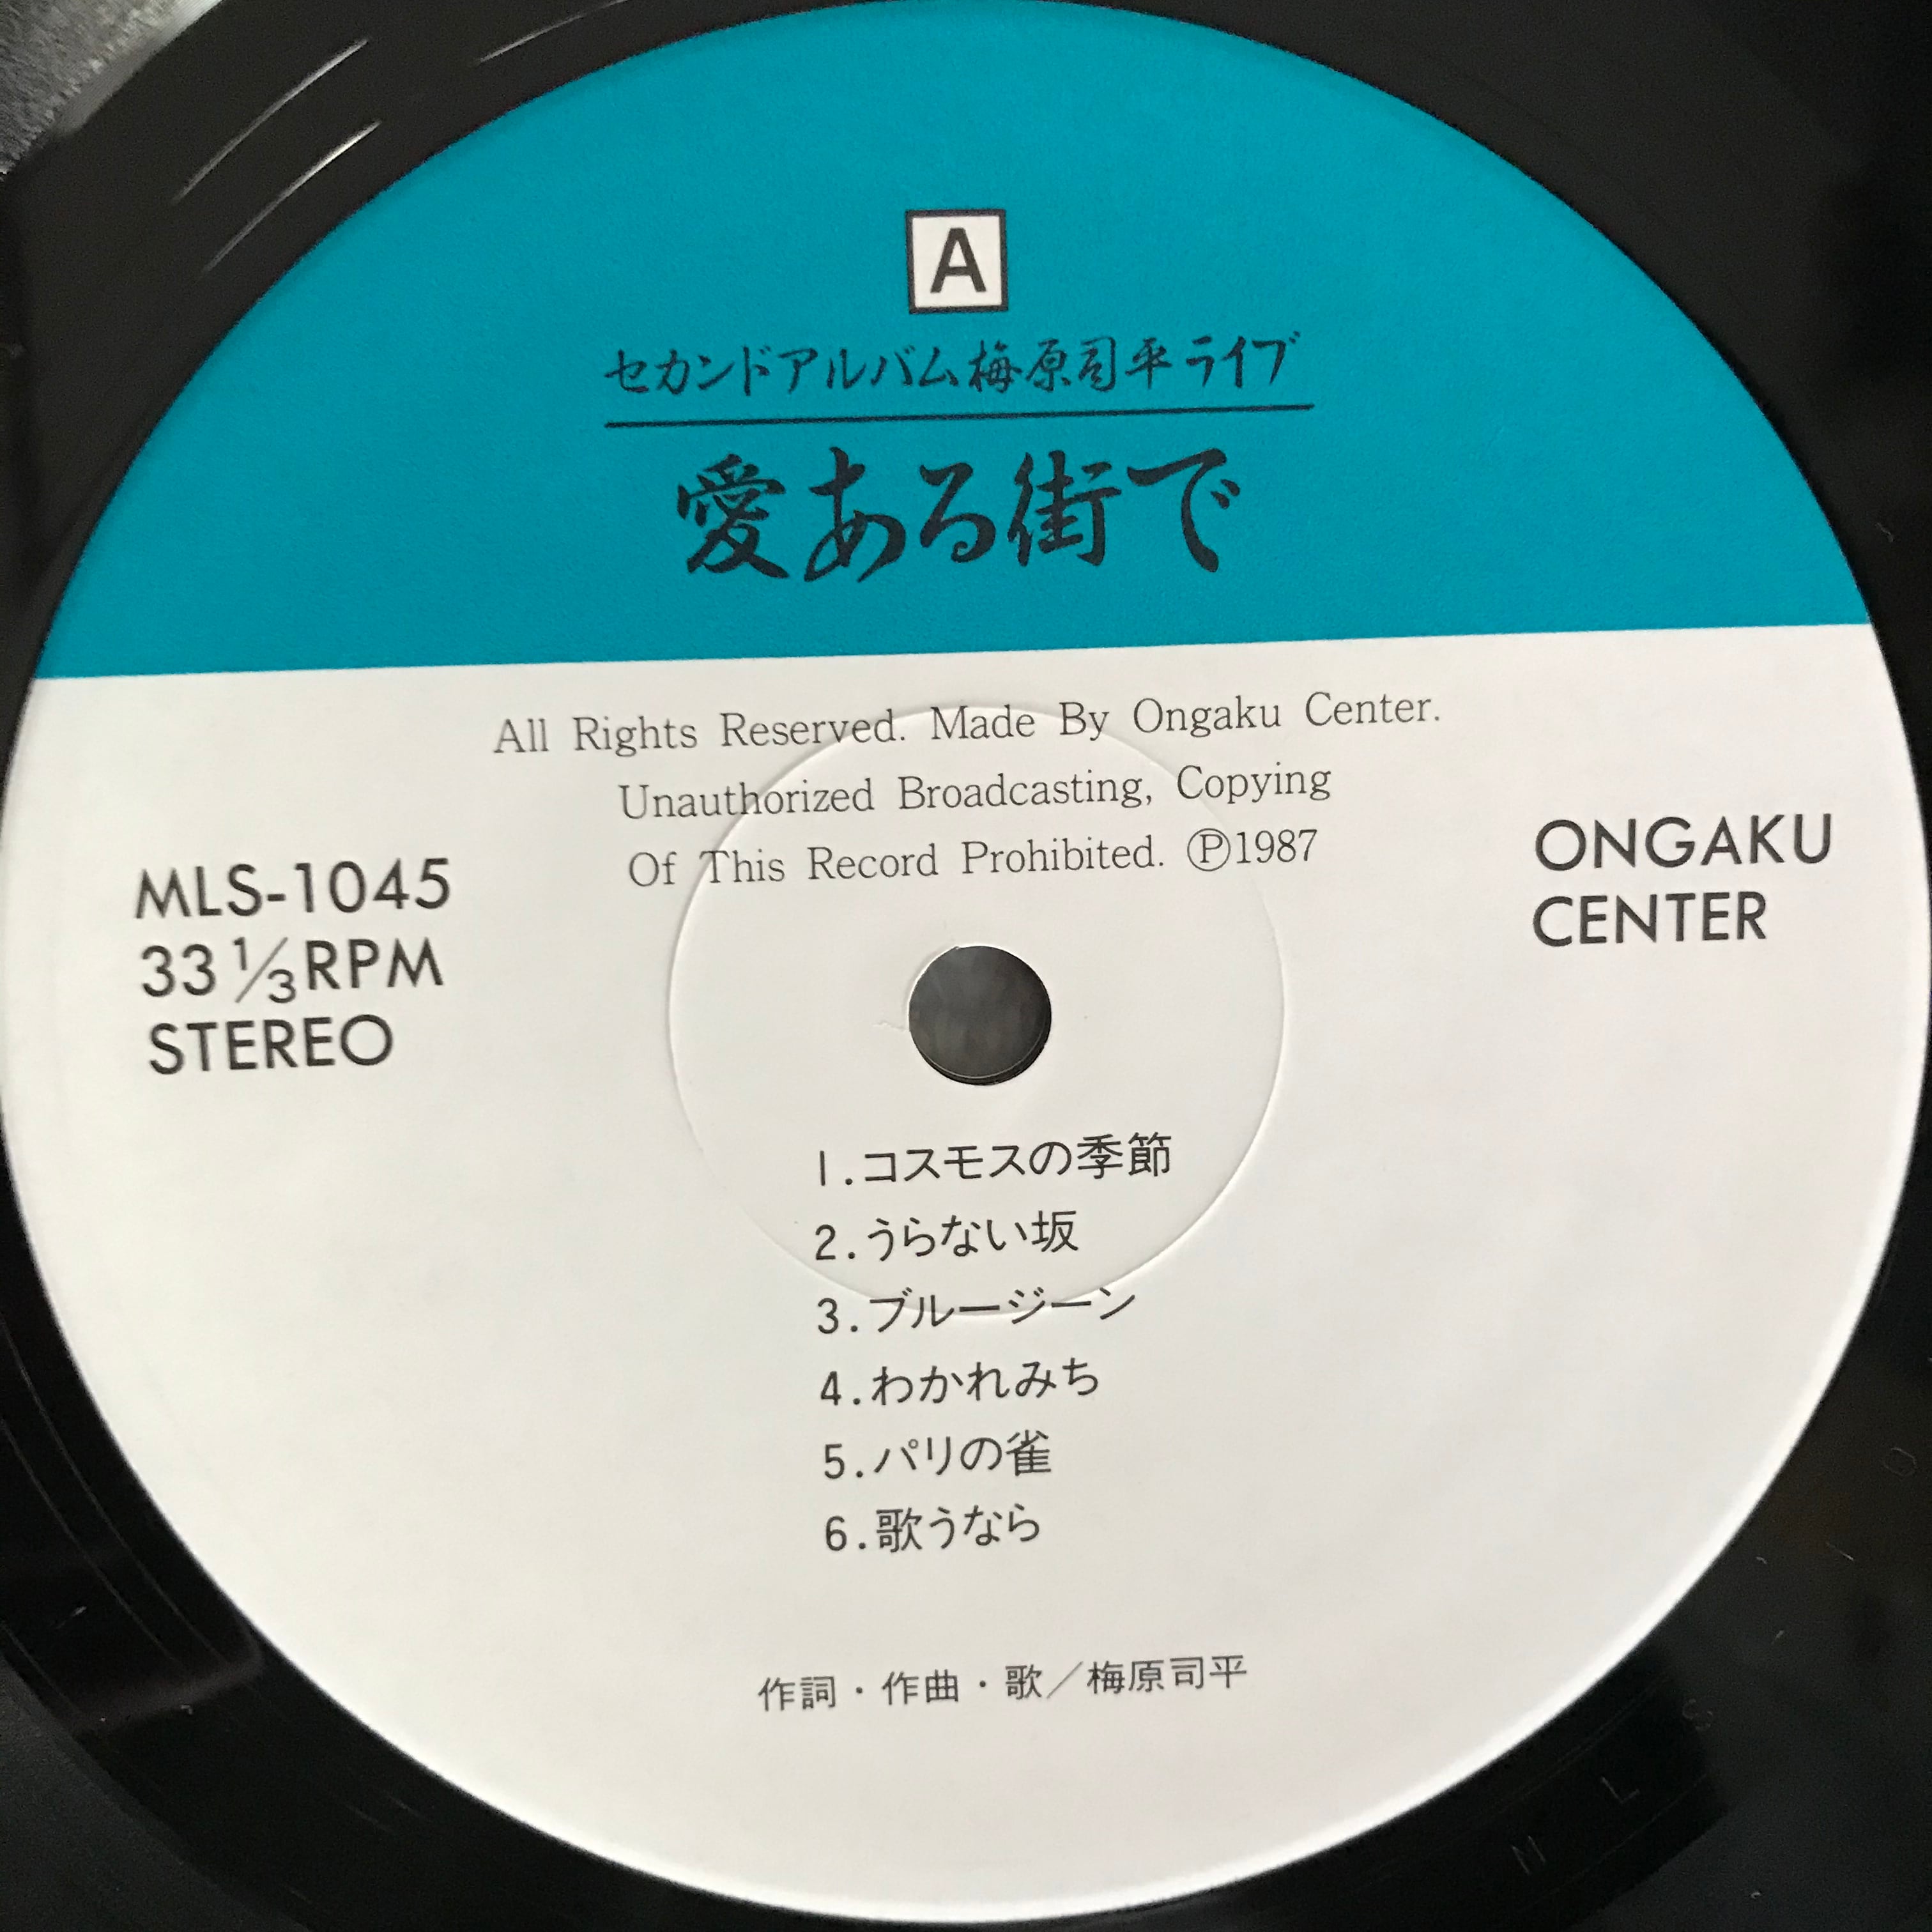 A
セカンドアルバム梅原司平ライブ
愛ある街で
All Rights Reserved. Made By Ongaku Center.
Unauthorized Broadcasting, Copying
Of This Record Prohibited. Ⓟ1987
MLS-1045
33 1/3 RPM
STEREO
ONGAKU
CENTER
1.コスモスの季節
2.うらない坂
3.ブルージーン
4.わかれみち
5.パリの雀
6.歌うなら
作詞・作曲・歌／梅原司平